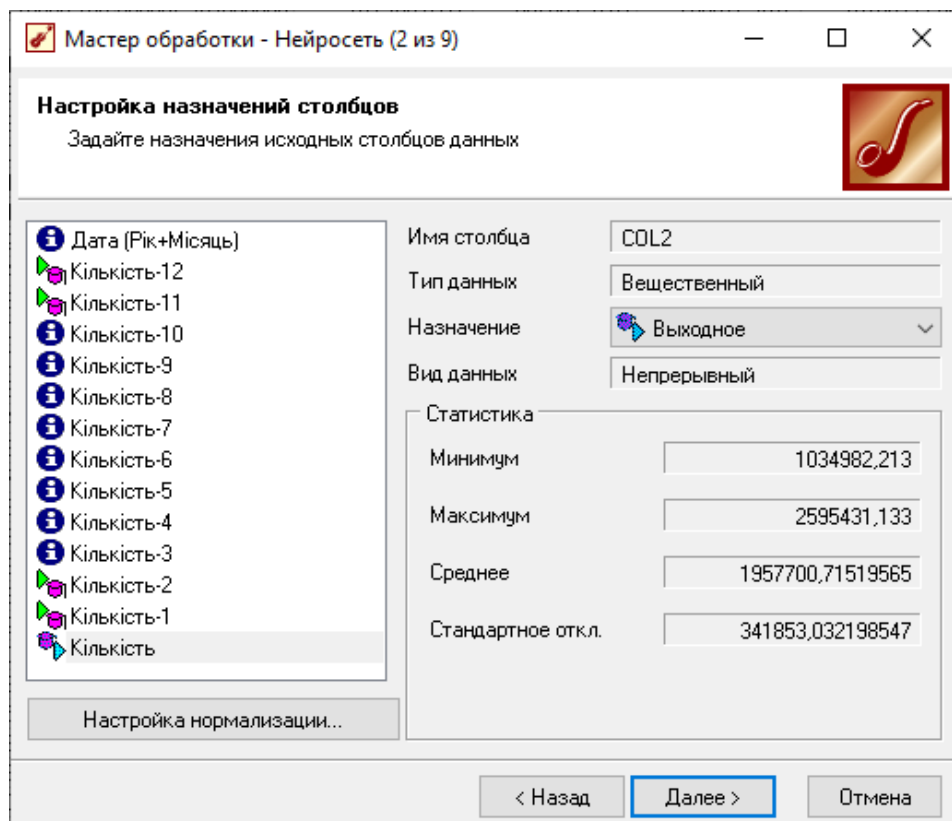 Мастер обработки - Нейросеть (2 из 9)
Настройка назначений столбцов
Задайте назначения исходных столбцов данных
Дата (Рік+Місяць)
Кількість-12
Кількість-11
Кількість-10
Кількість-9
Кількість-8
Кількість-7
Кількість-6
Кількість-5
Кількість-4
Кількість-3
Кількість-2
Кількість-1
Кількість
Настройка нормализации...
Имя столбца COL2
Тип данных Вещественный
Назначение Выходное
Вид данных Непрерывный
Статистика
Минимум 1034982,213
Максимум 2595431,133
Среднее 1957700,71519565
Стандартное откл. 341853,032198547
< Назад Далее > Отмена